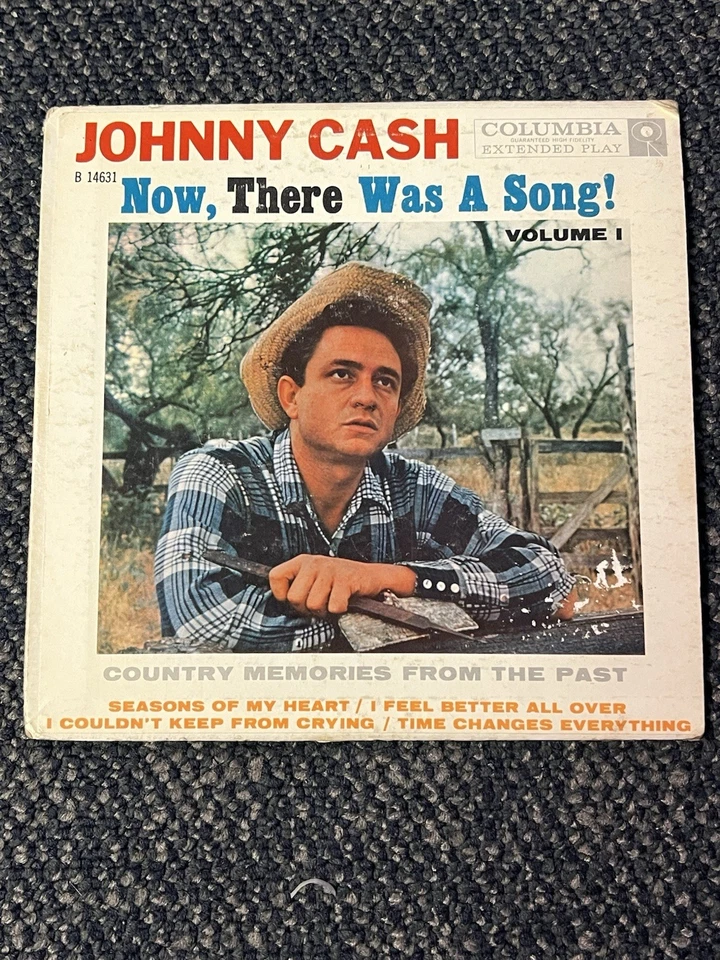 JOHNNY CASH
COLUMBIA
GUARANTEED HIGH FIDELITY
EXTENDED PLAY
B 14631
Now, There Was A Song!
VOLUME I
COUNTRY MEMORIES FROM THE PAST
SEASONS OF MY HEART / I FEEL BETTER ALL OVER
I COULDN'T KEEP FROM CRYING / TIME CHANGES EVERYTHING